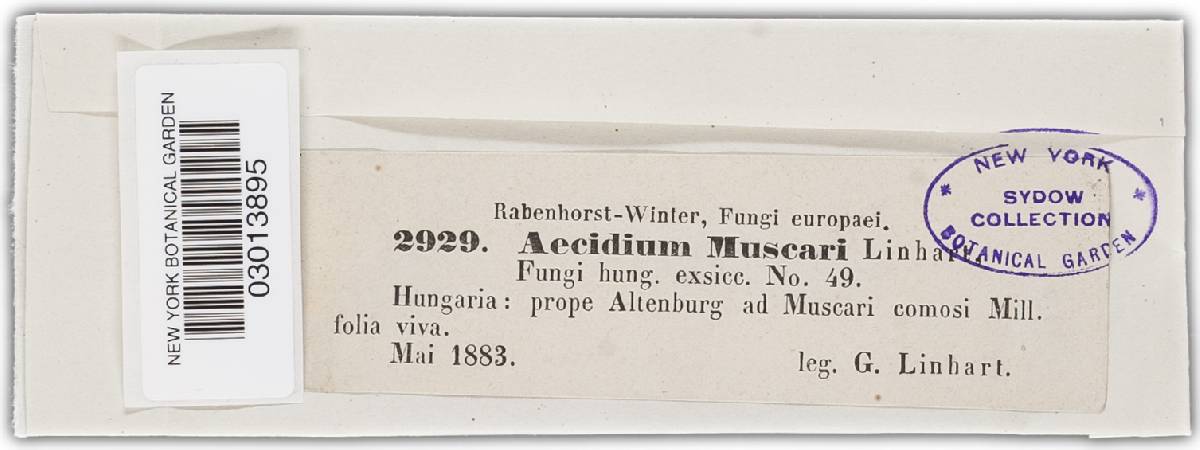 NEW YORK BOTANICAL GARDEN
03013895
Rabenhorst-Winter, Fungi europaei.
2929. Aecidium Muscari Linhart,
Fungi hung. exsicc. No. 49.
Hungaria: prope Altenburg ad Muscari comosi Mill.
folia viva.
Mai 1883.
leg. G. Linhart.
* NEW YORK *
SYDOW
COLLECTION
BOTANICAL GARDEN